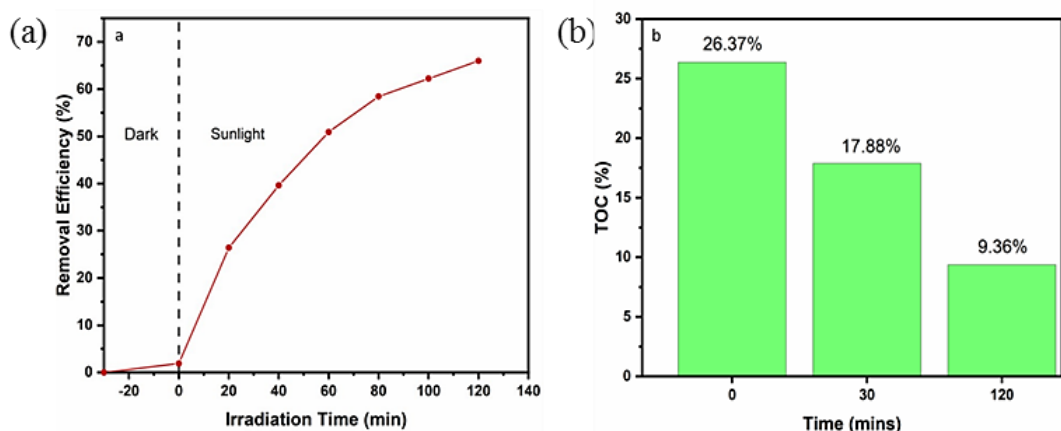 (a)
a
70
60
50
40
30
20
10
0
Dark
Sunlight
Removal Efficiency (%)
-20 0 20 40 60 80 100 120 140
Irradiation Time (min)
(b)
b
30
25
20
15
10
5
0
26.37%
17.88%
9.36%
TOC (%)
0 30 120
Time (mins)